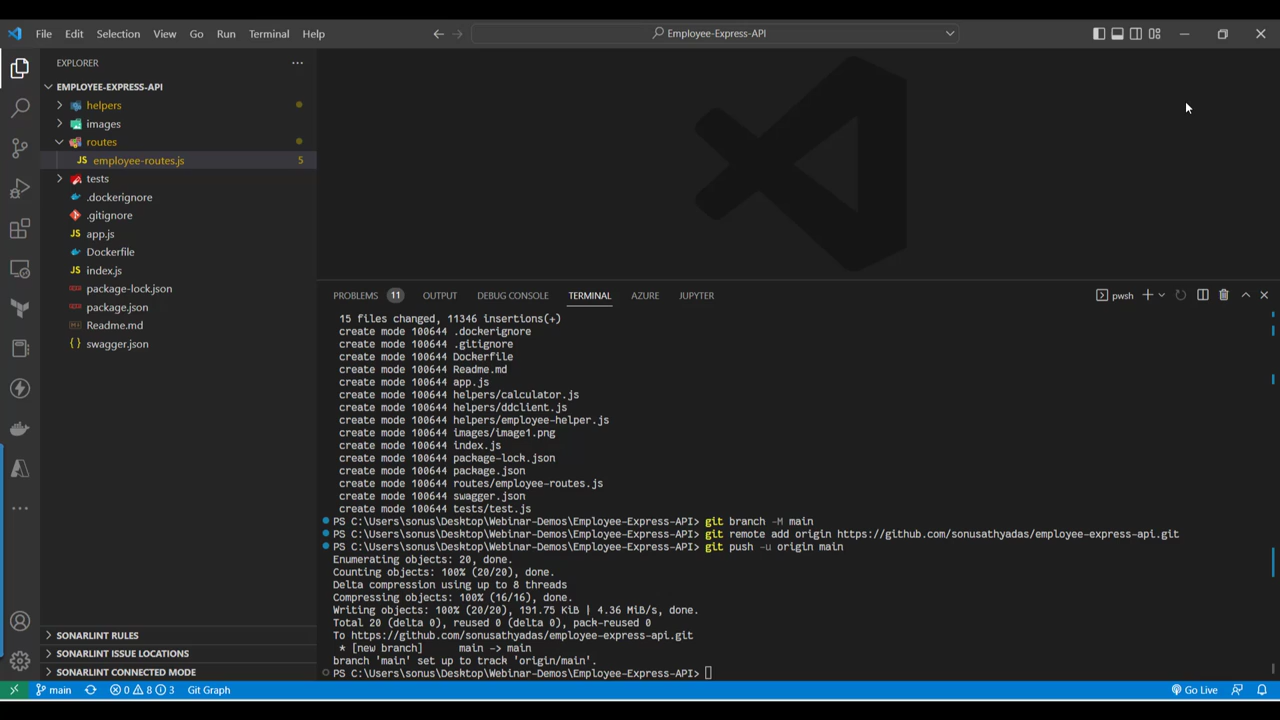 File Edit Selection View Go Run Terminal Help
Employee-Express-API
EXPLORER
EMPLOYEE-EXPRESS-API
helpers
images
routes
JS employee-routes.js 5
tests
.dockerignore
.gitignore
JS app.js
Dockerfile
JS index.js
package-lock.json
package.json
Readme.md
{} swagger.json
SONARLINT RULES
SONARLINT ISSUE LOCATIONS
SONARLINT CONNECTED MODE
PROBLEMS 11 OUTPUT DEBUG CONSOLE TERMINAL AZURE JUPYTER
pwsh
15 files changed, 11346 insertions(+)
create mode 100644 .dockerignore
create mode 100644 .gitignore
create mode 100644 Dockerfile
create mode 100644 Readme.md
create mode 100644 app.js
create mode 100644 helpers/calculator.js
create mode 100644 helpers/ddclient.js
create mode 100644 helpers/employee-helper.js
create mode 100644 images/image1.png
create mode 100644 index.js
create mode 100644 package-lock.json
create mode 100644 package.json
create mode 100644 routes/employee-routes.js
create mode 100644 swagger.json
create mode 100644 tests/test.js
PS C:\Users\sonus\Desktop\Webinar-Demos\Employee-Express-API> git branch -M main
PS C:\Users\sonus\Desktop\Webinar-Demos\Employee-Express-API> git remote add origin https://github.com/sonusathyadas/employee-express-api.git
PS C:\Users\sonus\Desktop\Webinar-Demos\Employee-Express-API> git push -u origin main
Enumerating objects: 20, done.
Counting objects: 100% (20/20), done.
Delta compression using up to 8 threads
Compressing objects: 100% (16/16), done.
Writing objects: 100% (20/20), 191.75 KiB | 4.36 MiB/s, done.
Total 20 (delta 0), reused 0 (delta 0), pack-reused 0
To https://github.com/sonusathyadas/employee-express-api.git
* [new branch] main -> main
branch 'main' set up to track 'origin/main'.
PS C:\Users\sonus\Desktop\Webinar-Demos\Employee-Express-API>
main 0 8 3 Git Graph
Go Live